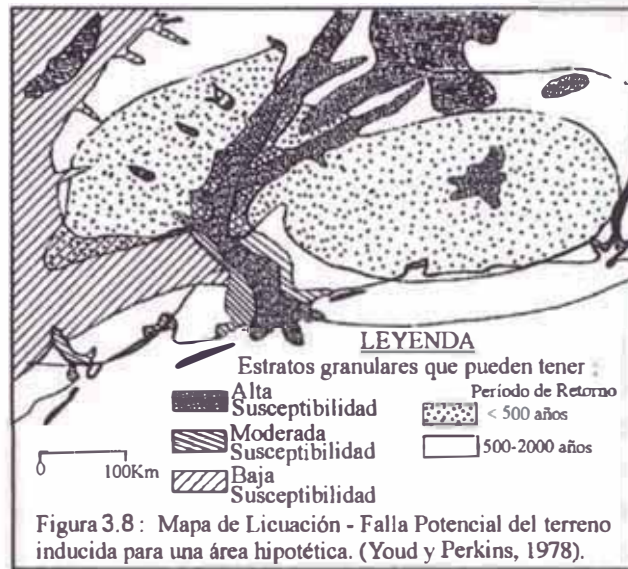 LEYENDA
Estratos granulares que pueden tener :
Alta
Susceptibilidad
Moderada
Susceptibilidad
Baja
Susceptibilidad
Período de Retorno
< 500 años
500-2000 años
0 100Km
Figura 3.8 : Mapa de Licuación - Falla Potencial del terreno
inducida para una área hipotética. (Youd y Perkins, 1978).